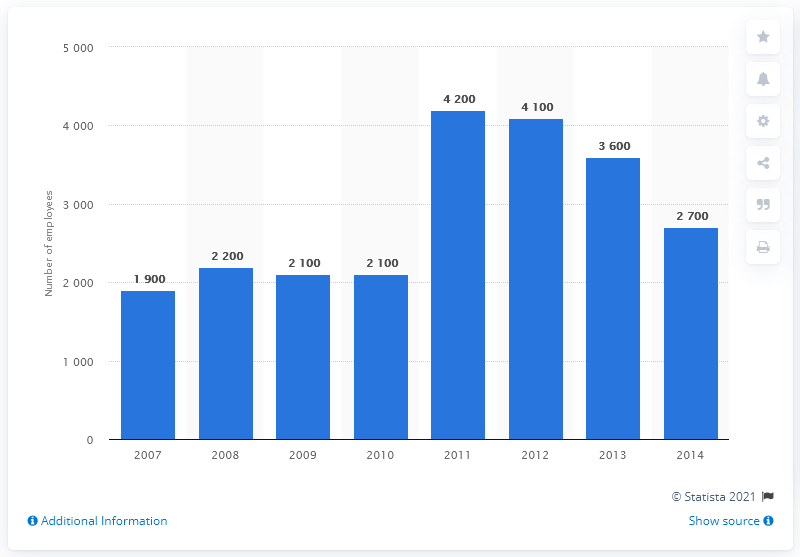 5 000
4 000
3 000
2 000
1 000
0
Number of employees
1 900
2 200
2 100
2 100
4 200
4 100
3 600
2 700
2007 2008 2009 2010 2011 2012 2013 2014
© Statista 2021
Additional Information
Show source